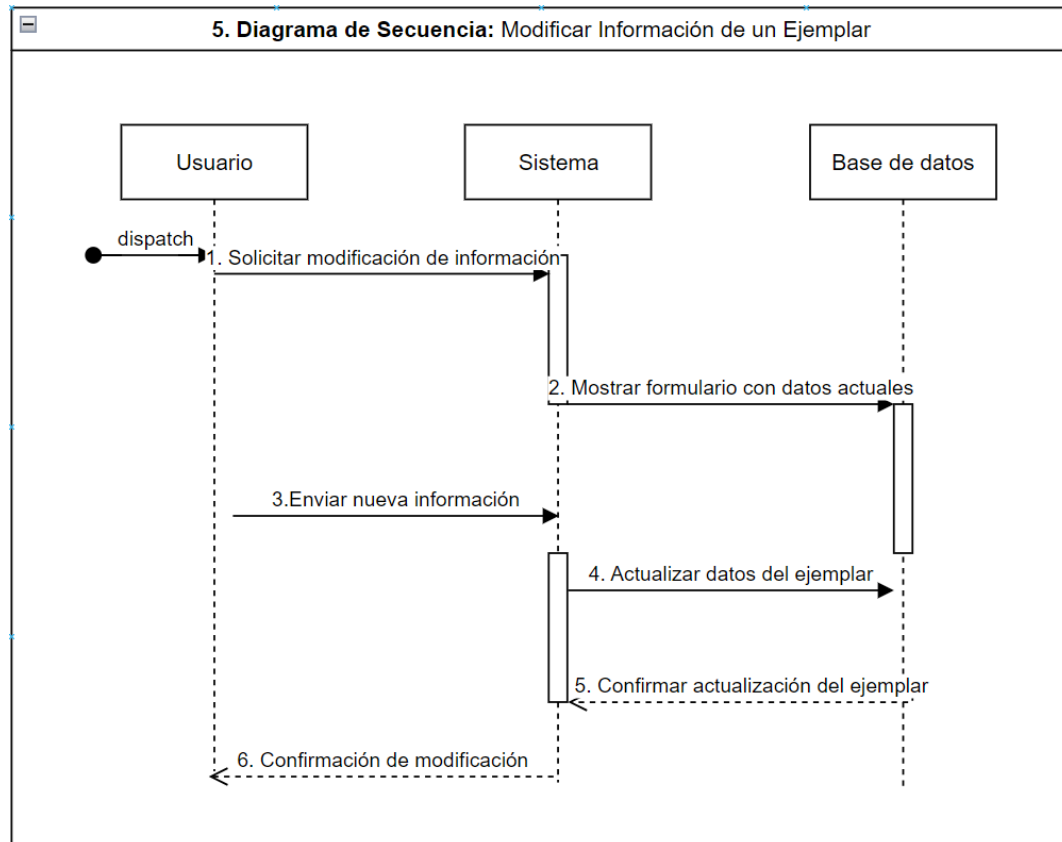 5. Diagrama de Secuencia: Modificar Información de un Ejemplar
Usuario
Sistema
Base de datos
dispatch
1. Solicitar modificación de información
2. Mostrar formulario con datos actuales
3.Enviar nueva información
4. Actualizar datos del ejemplar
5. Confirmar actualización del ejemplar
6. Confirmación de modificación